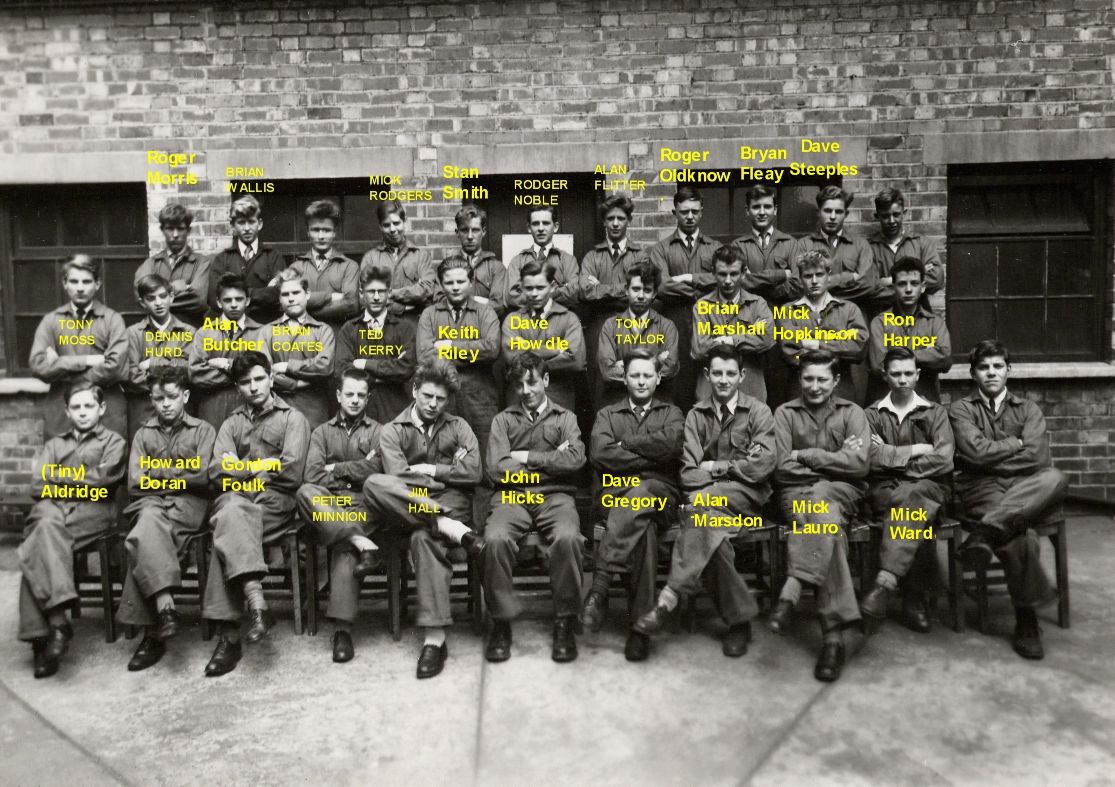 Roger
Morris
BRIAN
WALLIS
MICK
RODGERS
Stan
Smith
RODGER
NOBLE
ALAN
FLITTER
Roger
Oldknow
Bryan
Fleay
Dave
Steeples
TONY
MOSS
DENNIS
HURD
Alan
Butcher
BRIAN
COATES
TED
KERRY
Keith
Riley
Dave
Howdle
TONY
TAYLOR
Brian
Marshall
Mick
Hopkinson
Ron
Harper
(Tiny)
Aldridge
Howard
Doran
Gordon
Foulk
PETER
MINNION
JIM
HALL
John
Hicks
Dave
Gregory
Alan
Marsdon
Mick
Lauro
Mick
Ward